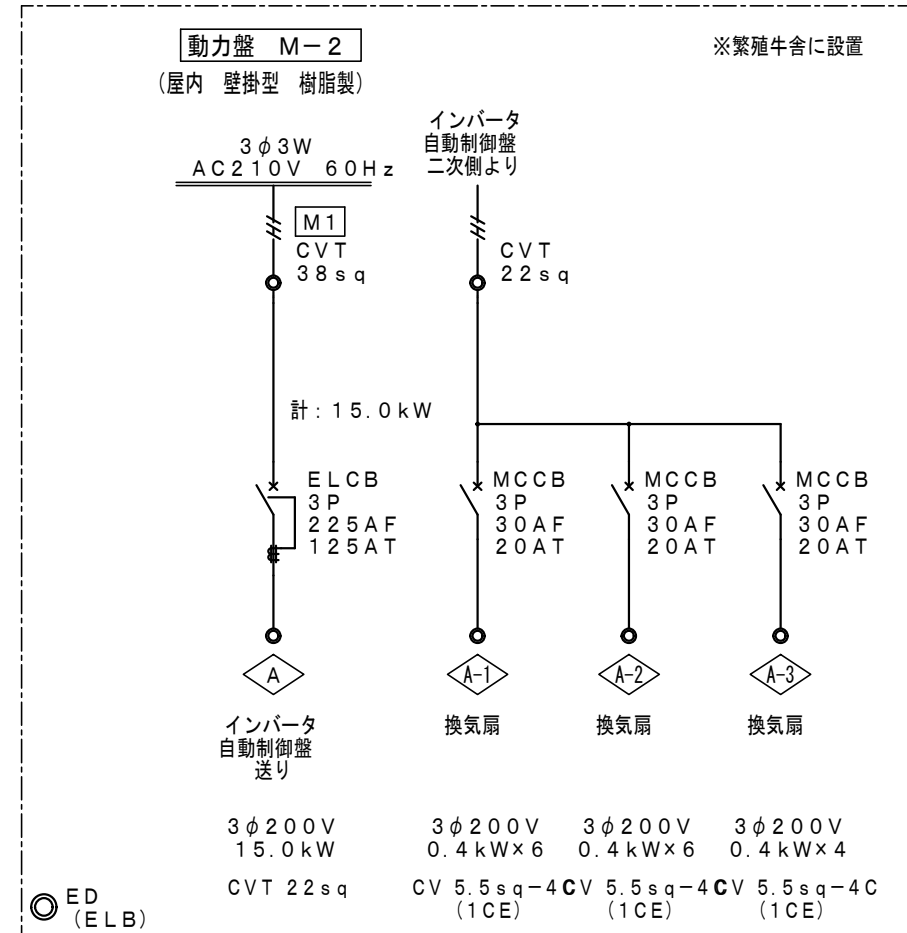 動力盤 M-2
(屋内 壁掛型 樹脂製)
※繁殖牛舎に設置
3φ3W
AC210V 60Hz
M1
CVT
38sq
インバータ
自動制御盤
二次側より
CVT
22sq
計:15.0kW
ELCB
3P
225AF
125AT
MCCB
3P
30AF
20AT
MCCB
3P
30AF
20AT
MCCB
3P
30AF
20AT
A
A-1
A-2
A-3
インバータ
自動制御盤
送り
換気扇
換気扇
換気扇
3φ200V
15.0kW
CVT 22sq
3φ200V
0.4kW×6
CV 5.5sq-4C
(1CE)
3φ200V
0.4kW×6
CV 5.5sq-4C
(1CE)
3φ200V
0.4kW×4
CV 5.5sq-4C
(1CE)
ED
(ELB)